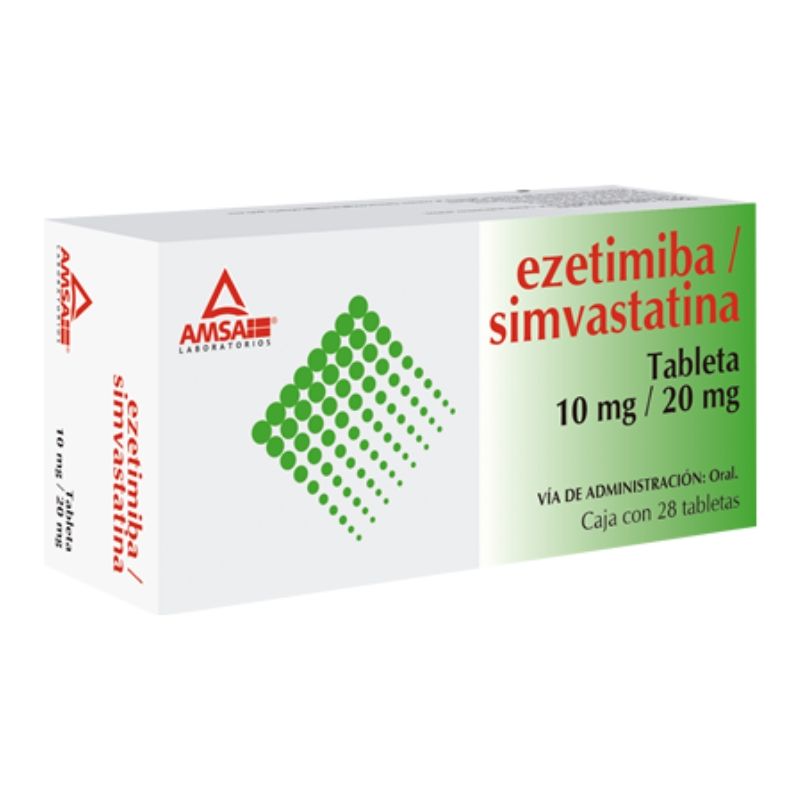 AMSA®
LABORATORIOS
ezetimiba /
simvastatina
Tableta
10 mg / 20 mg
VÍA DE ADMINISTRACIÓN: Oral.
Caja con 28 tabletas
AMSA
LABORATORIOS
ezetimiba /
simvastatina
Tableta
10 mg / 20 mg